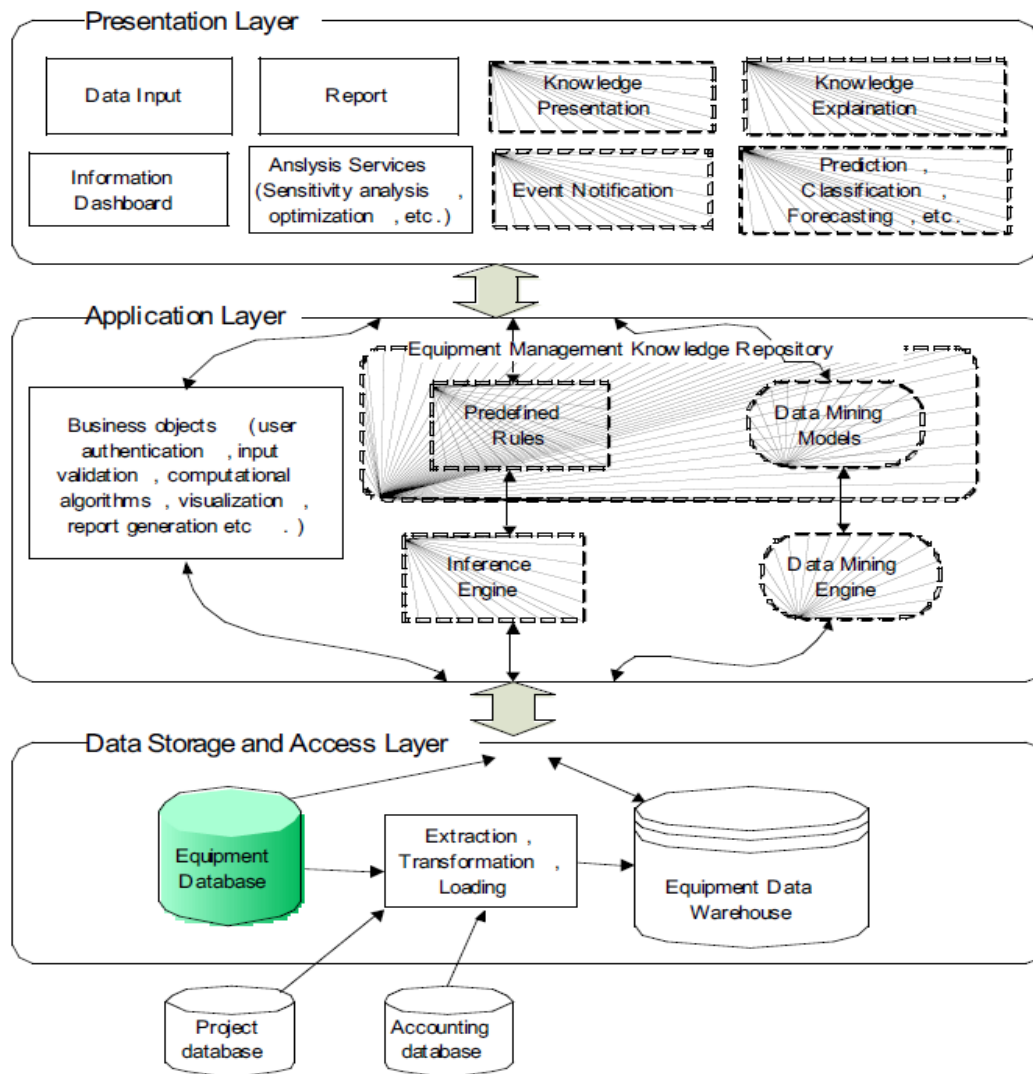 Presentation Layer
Data Input
Report
Knowledge
Presentation
Knowledge
Explaination
Information
Dashboard
Anslysis Services
(Sensitivity analysis ,
optimization , etc.)
Event Notification
Prediction ,
Classification ,
Forecasting , etc.
Application Layer
Equipment Management Knowledge Repository
Business objects (user
authentication , input
validation , computational
algorithms , visualization ,
report generation etc . )
Predefined
Rules
Data Mining
Models
Inference
Engine
Data Mining
Engine
Data Storage and Access Layer
Equipment
Database
Extraction ,
Transformation ,
Loading
Equipment Data
Warehouse
Project
database
Accounting
database